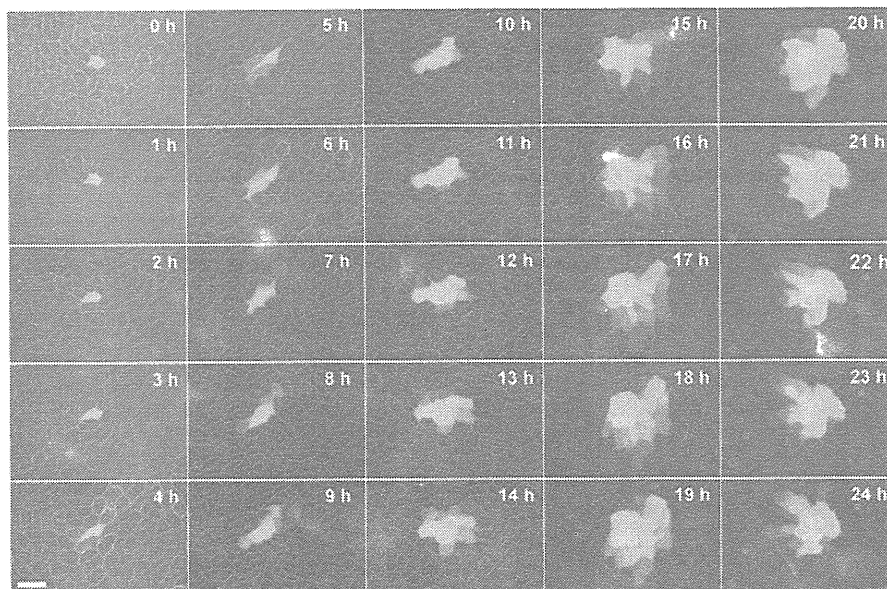 0 h 5 h 10 h 15 h 20 h
1 h 6 h 11 h 16 h 21 h
2 h 7 h 12 h 17 h 22 h
3 h 8 h 13 h 18 h 23 h
4 h 9 h 14 h 19 h 24 h